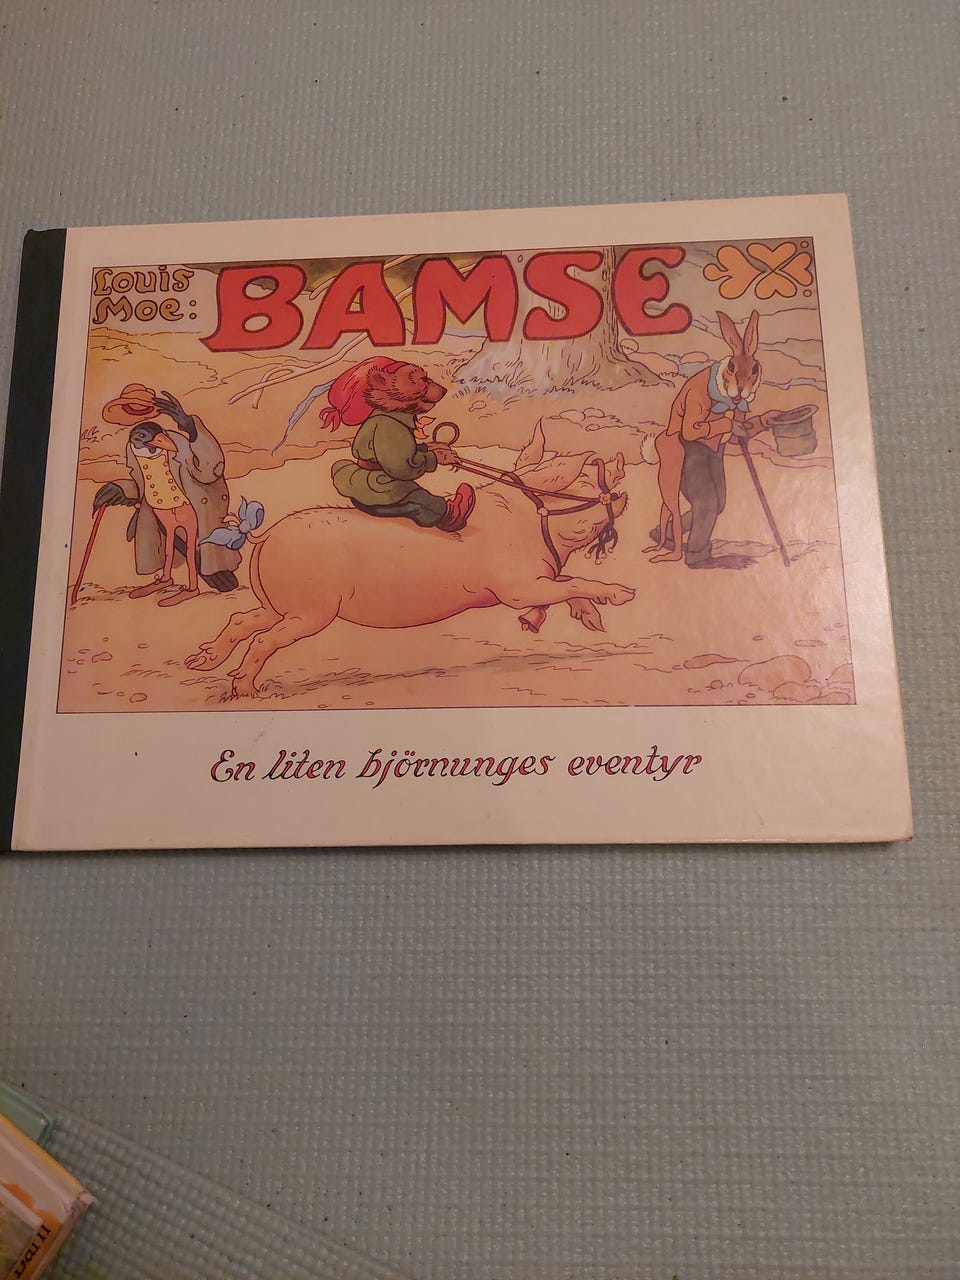 Louis
Moe:
BAMSE
En liten björnunges eventyr